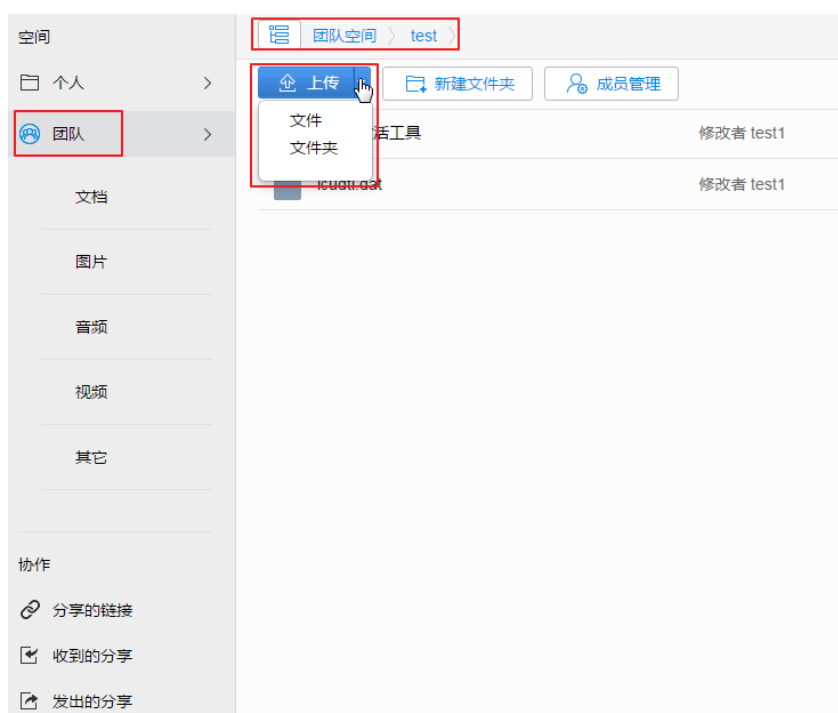 空间
个人
团队
文档
图片
音频
视频
其它
协作
分享的链接
收到的分享
发出的分享
团队空间 〉 test 〉
上传
新建文件夹
成员管理
文件
文件夹
活工具
修改者 test1
.dat
修改者 test1